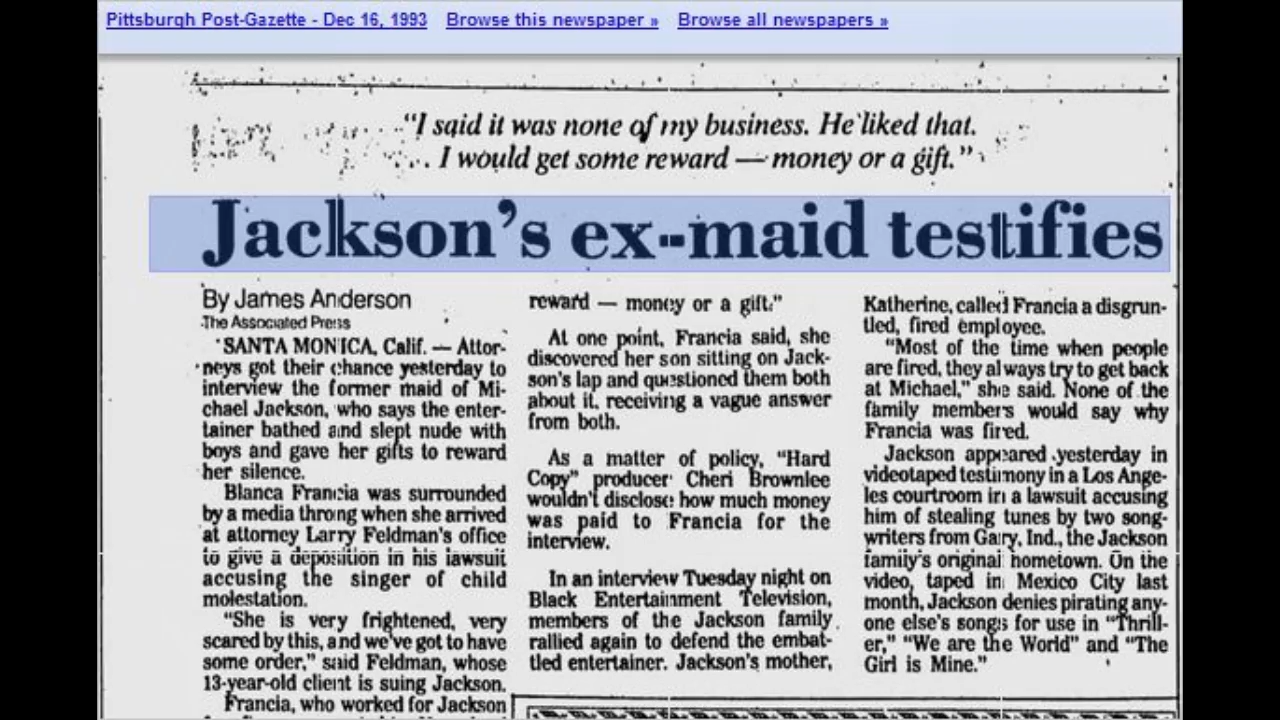 Pittsburgh Post-Gazette - Dec 16, 1993 Browse this newspaper » Browse all newspapers »
"I said it was none of my business. He liked that.
I would get some reward — money or a gift."
Jackson's ex-maid testifies
By James Anderson
The Associated Press
SANTA MONICA, Calif. — Attor-
neys got their chance yesterday to
interview the former maid of Mi-
chael Jackson, who says the enter-
tainer bathed and slept nude with
boys and gave her gifts to reward
her silence.
Blanca Francia was surrounded
by a media throng when she arrived
at attorney Larry Feldman's office
to give a deposition in his lawsuit
accusing the singer of child
molestation.
"She is very frightened, very
scared by this, and we've got to have
some order," said Feldman, whose
13-year-old client is suing Jackson.
Francia, who worked for Jackson
reward — money or a gift."
At one point, Francia said, she
discovered her son sitting on Jack-
son's lap and questioned them both
about it, receiving a vague answer
from both.
As a matter of policy, "Hard
Copy" producer Cheri Brownlee
wouldn't disclose how much money
was paid to Francia for the
interview.
In an interview Tuesday night on
Black Entertainment Television,
members of the Jackson family
rallied again to defend the embat-
tled entertainer. Jackson's mother,
Katherine, called Francia a disgrun-
tled, fired employee.
"Most of the time when people
are fired, they always try to get back
at Michael," she said. None of the
family members would say why
Francia was fired.
Jackson appeared yesterday in
videotaped testimony in a Los Ange-
les courtroom in a lawsuit accusing
him of stealing tunes by two song-
writers from Gary, Ind., the Jackson
family's original hometown. On the
video, taped in Mexico City last
month, Jackson denies pirating any-
one else's songs for use in "Thrill-
er," "We are the World" and "The
Girl is Mine."